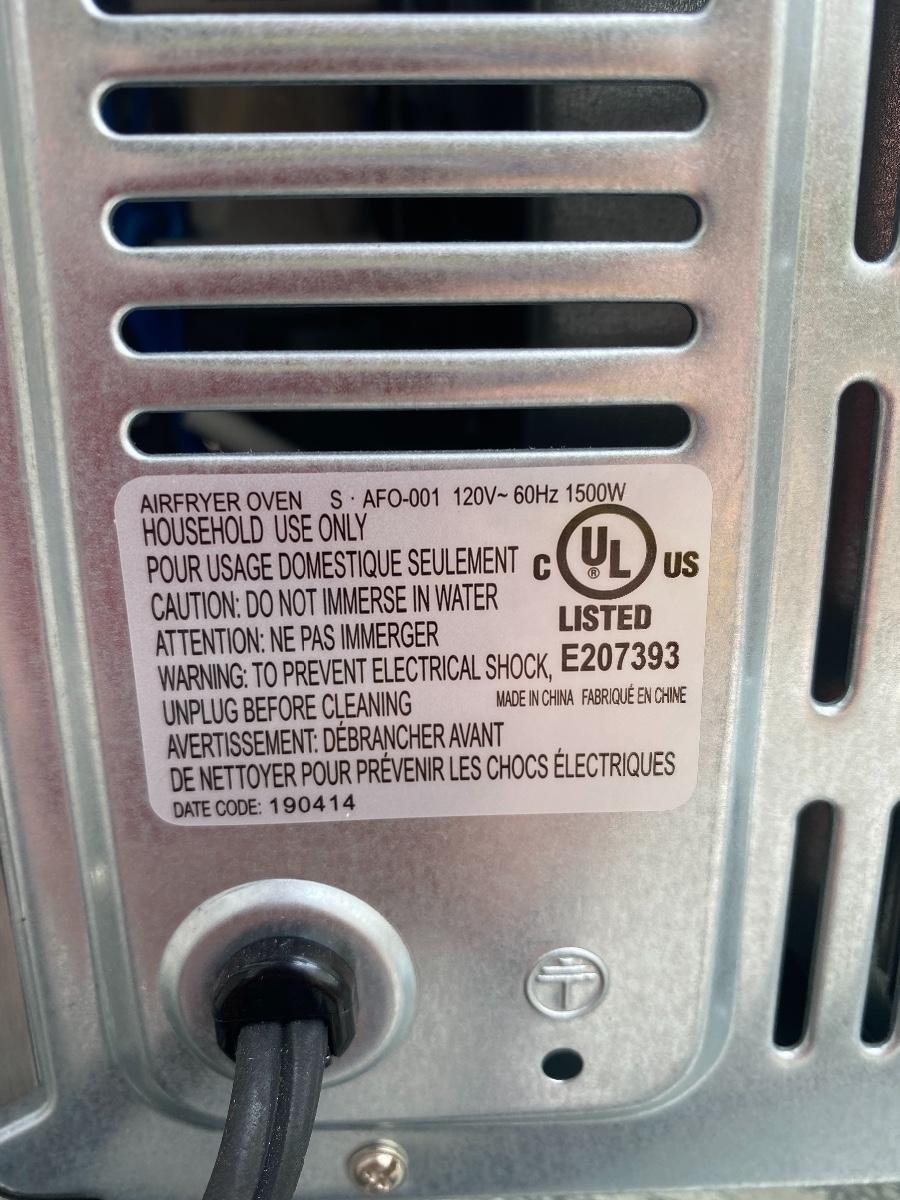 AIRFRYER OVEN S · AFO-001 120V~ 60Hz 1500W
HOUSEHOLD USE ONLY
POUR USAGE DOMESTIQUE SEULEMENT
CAUTION: DO NOT IMMERSE IN WATER
ATTENTION: NE PAS IMMERGER
WARNING: TO PREVENT ELECTRICAL SHOCK,
UNPLUG BEFORE CLEANING
AVERTISSEMENT: DÉBRANCHER AVANT
DE NETTOYER POUR PRÉVENIR LES CHOCS ÉLECTRIQUES
DATE CODE: 190414
C UL® US
LISTED
E207393
MADE IN CHINA FABRIQUÉ EN CHINE